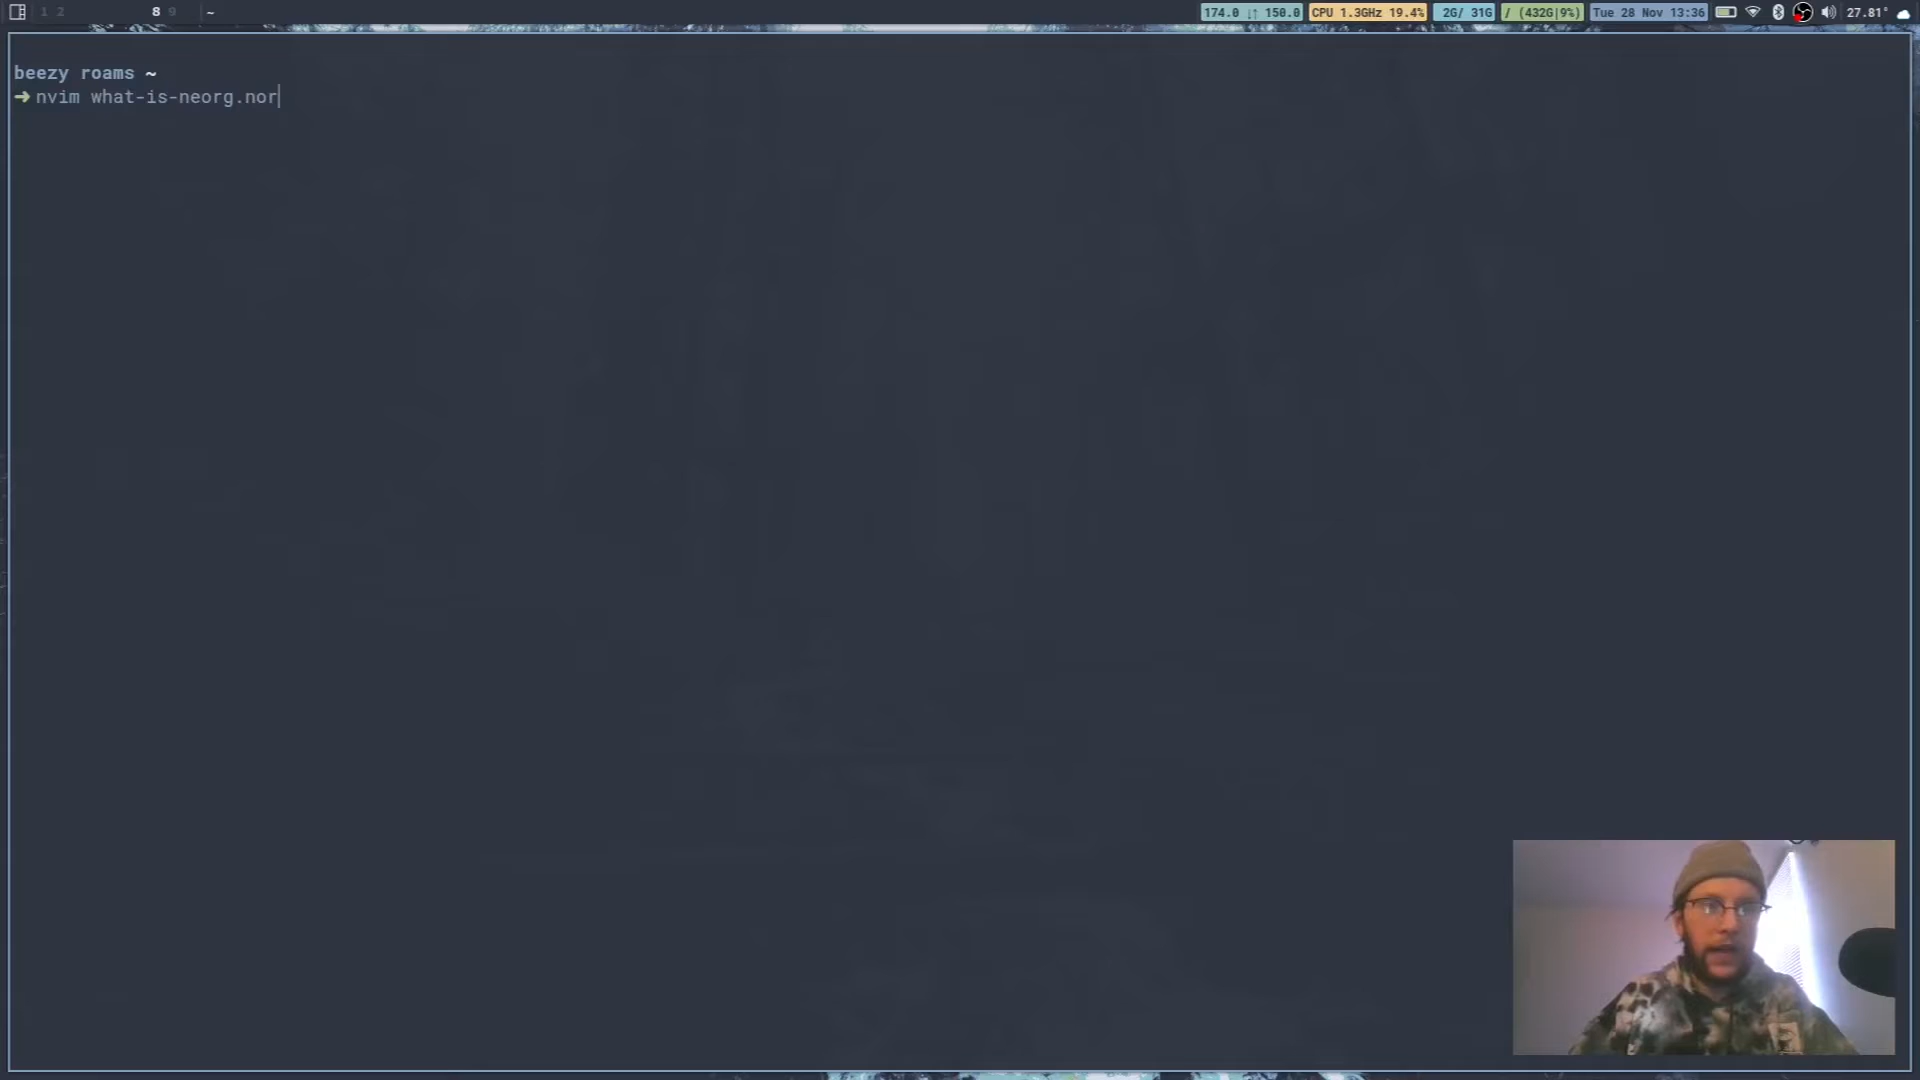 1 2 8 9 ~ 174.0 ↓↑ 150.0 CPU 1.3GHz 19.4% 2G/ 31G / (432G|9%) Tue 28 Nov 13:36 27.81°
beezy roams ~
➜ nvim what-is-neorg.nor